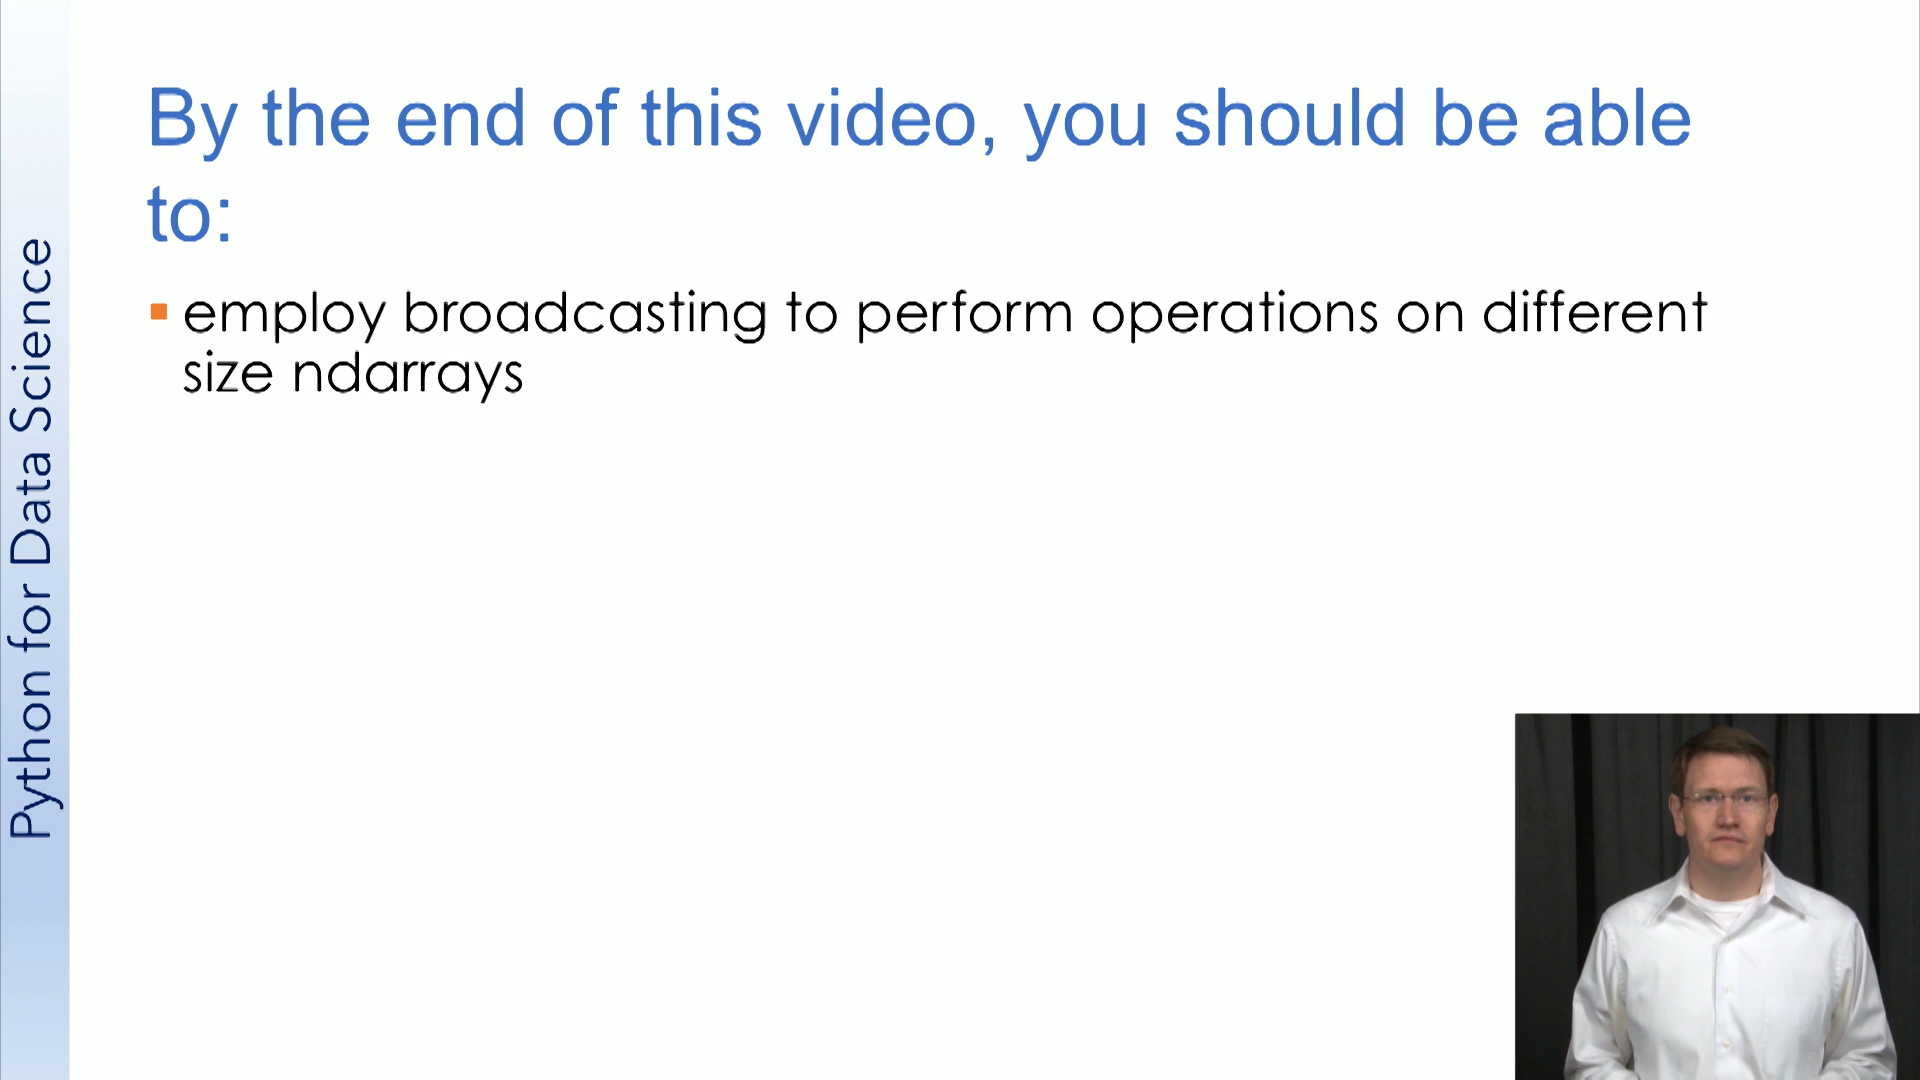 Python for Data Science
By the end of this video, you should be able
to:
employ broadcasting to perform operations on different
size ndarrays